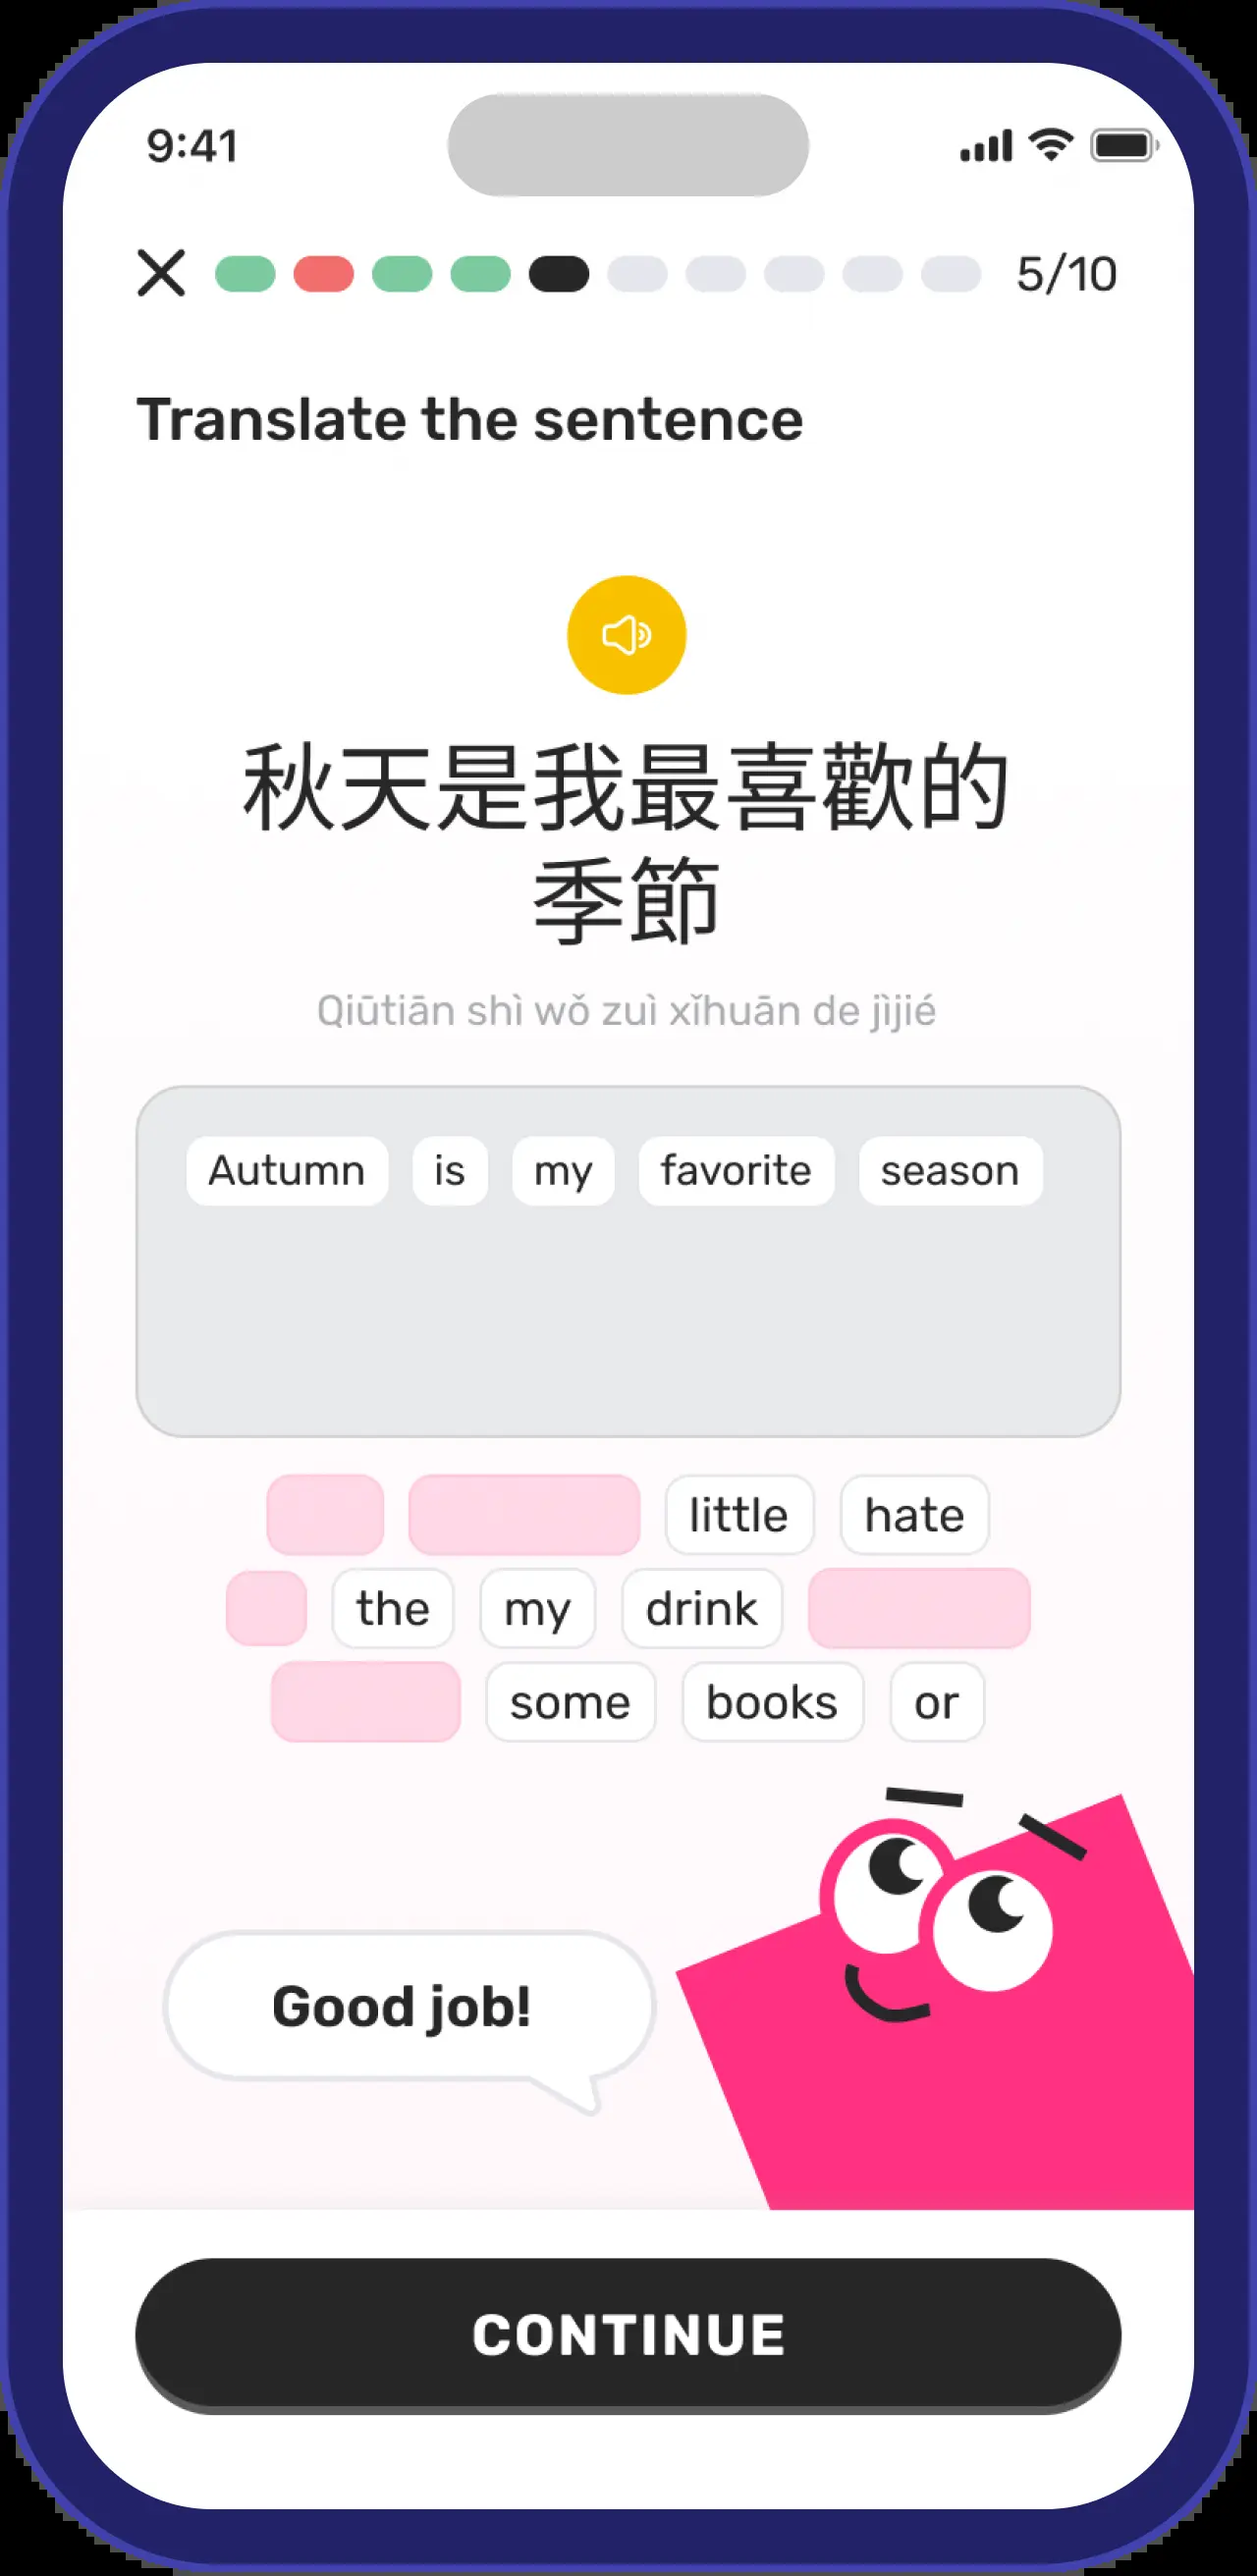 9:41
5/10
Translate the sentence
秋天是我最喜歡的
季節
Qiūtiān shì wǒ zuì xǐhuān de jìjié
Autumn is my favorite season
little hate
the my drink
some books or
Good job!
CONTINUE